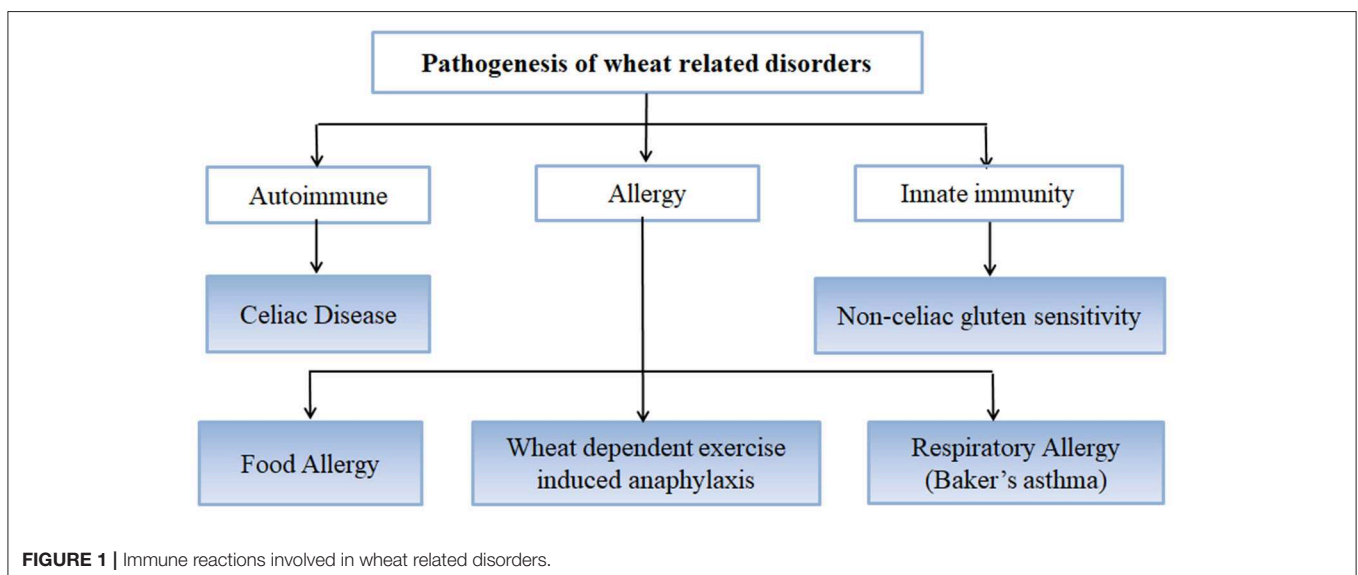 Pathogenesis of wheat related disorders
Autoimmune
Allergy
Innate immunity
Celiac Disease
Non-celiac gluten sensitivity
Food Allergy
Wheat dependent exercise
induced anaphylaxis
Respiratory Allergy
(Baker's asthma)
FIGURE 1 | Immune reactions involved in wheat related disorders.